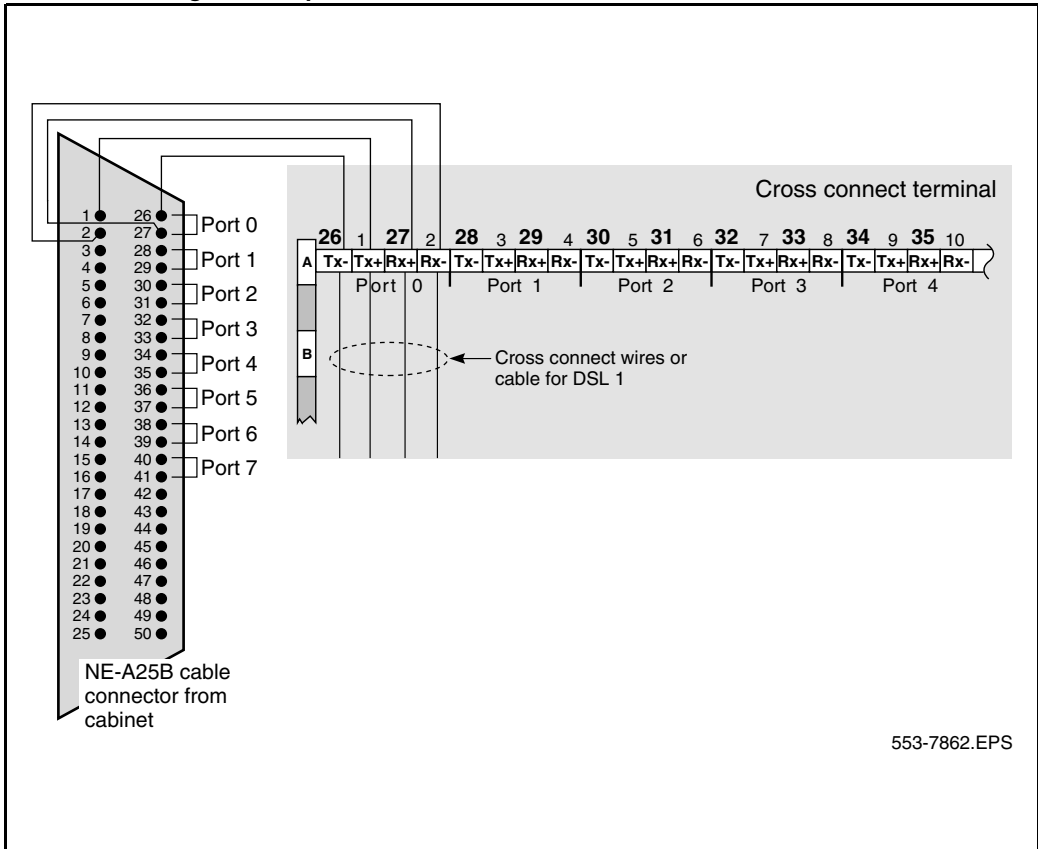 Cross connect terminal
26 1 27 2 28 3 29 4 30 5 31 6 32 7 33 8 34 9 35 10
A Tx- Tx+ Rx+ Rx- Tx- Tx+ Rx+ Rx- Tx- Tx+ Rx+ Rx- Tx- Tx+ Rx+ Rx- Tx- Tx+ Rx+ Rx-
Port 0 Port 1 Port 2 Port 3 Port 4
B
Cross connect wires or
cable for DSL 1
1 26 Port 0
2 27
3 28 Port 1
4 29
5 30 Port 2
6 31
7 32 Port 3
8 33
9 34 Port 4
10 35
11 36 Port 5
12 37
13 38 Port 6
14 39
15 40 Port 7
16 41
17 42
18 43
19 44
20 45
21 46
22 47
23 48
24 49
25 50
NE-A25B cable
connector from
cabinet
553-7862.EPS